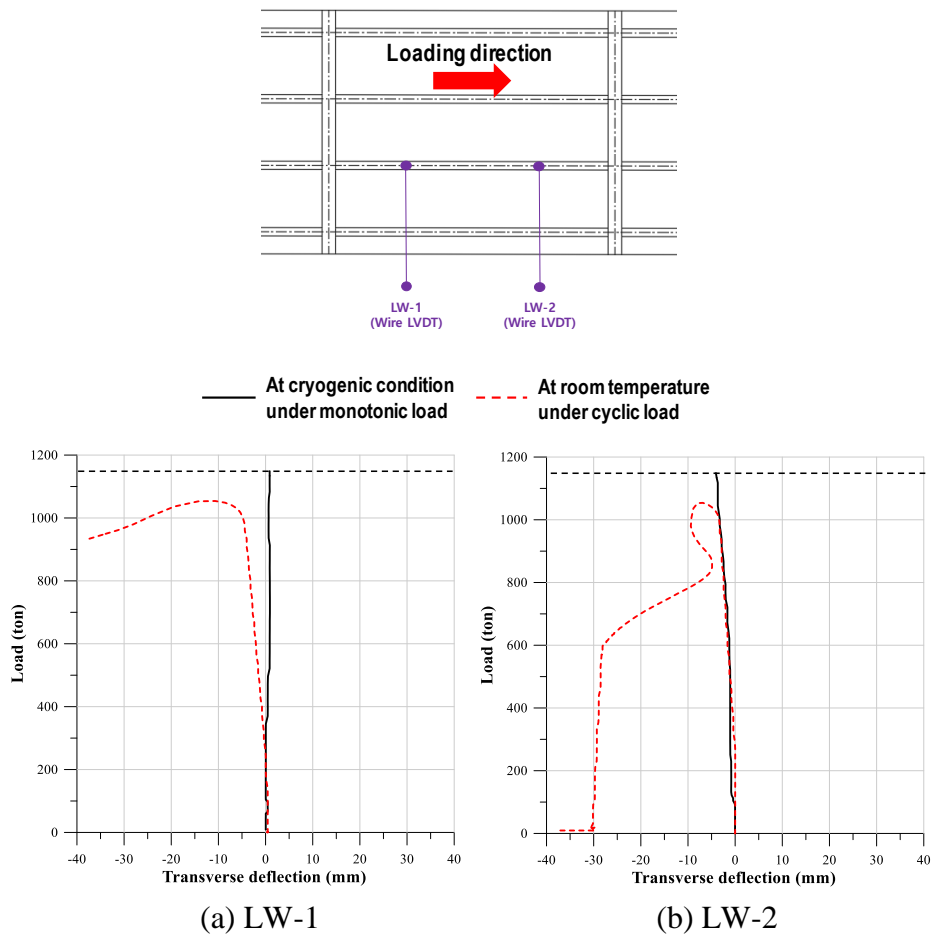 Loading direction
LW-1
(Wire LVDT)
LW-2
(Wire LVDT)
At cryogenic condition
under monotonic load
At room temperature
under cyclic load
1200
1000
800
600
400
200
0
Load (ton)
-40 -30 -20 -10 0 10 20 30 40
Transverse deflection (mm)
(a) LW-1
1200
1000
800
600
400
200
0
Load (ton)
-40 -30 -20 -10 0 10 20 30 40
Transverse deflection (mm)
(b) LW-2